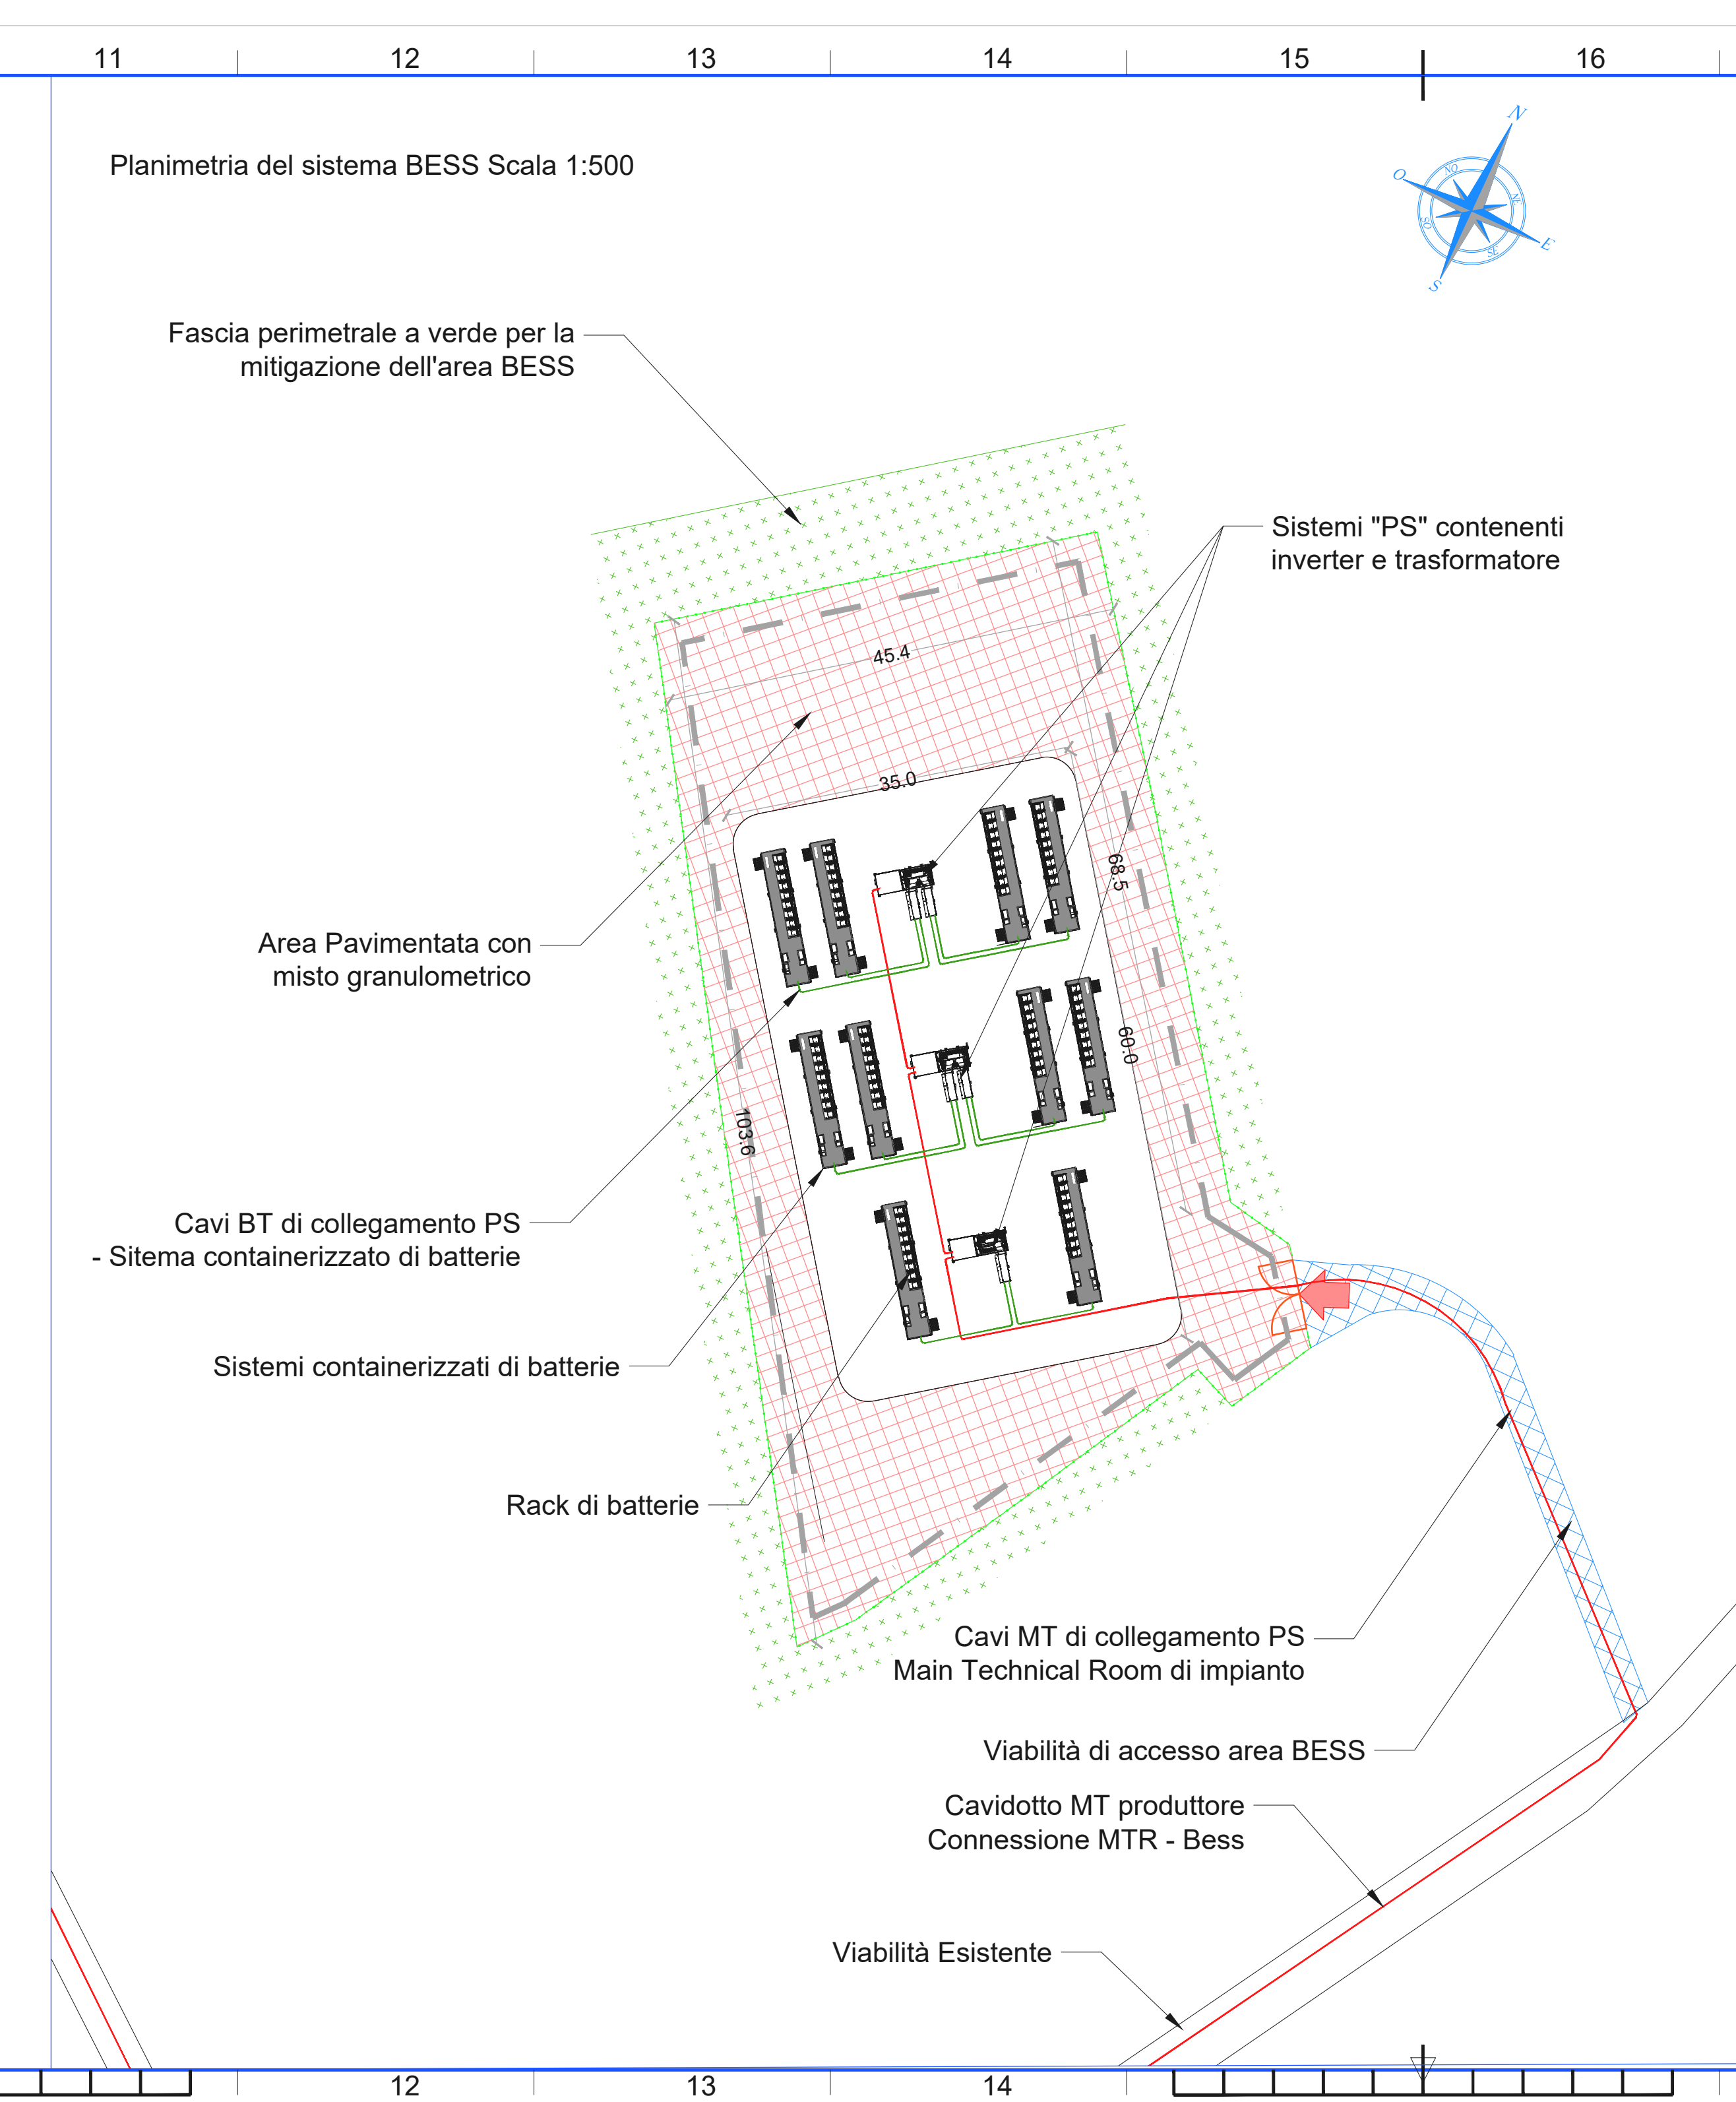 11 12 13 14 15 16
Planimetria del sistema BESS Scala 1:500
N
NO
O
NE
SO
E
SE
S
Fascia perimetrale a verde per la
mitigazione dell'area BESS
Sistemi "PS" contenenti
inverter e trasformatore
45.4
35.0
68.5
Area Pavimentata con
misto granulometrico
60.0
103.6
Cavi BT di collegamento PS
- Sitema containerizzato di batterie
Sistemi containerizzati di batterie
Rack di batterie
Cavi MT di collegamento PS
Main Technical Room di impianto
Viabilità di accesso area BESS
Cavidotto MT produttore
Connessione MTR - Bess
Viabilità Esistente
12 13 14